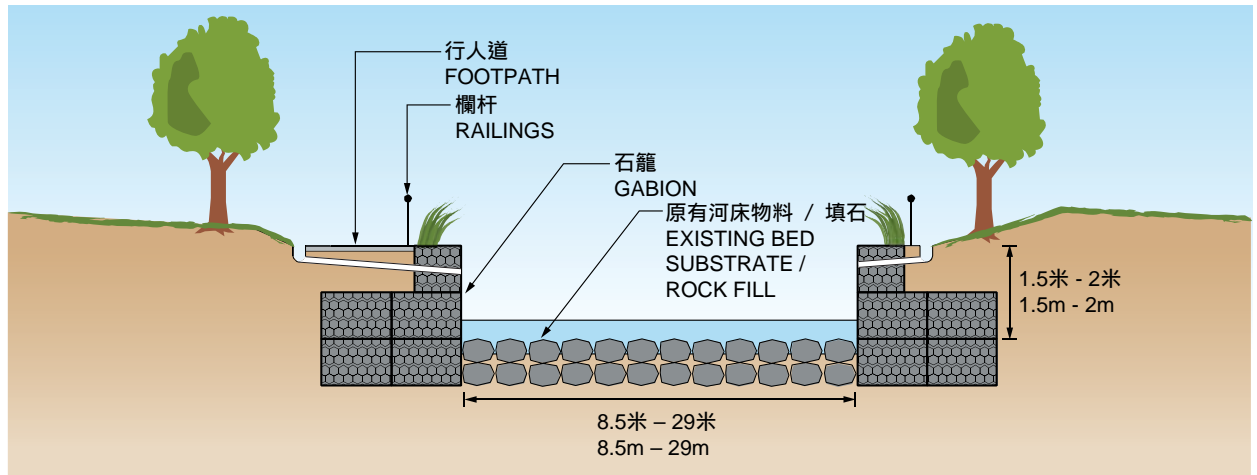 行人道
FOOTPATH
欄杆
RAILINGS
石籠
GABION
原有河床物料 / 填石
EXISTING BED
SUBSTRATE /
ROCK FILL
1.5米 - 2米
1.5m - 2m
8.5米 – 29米
8.5m – 29m